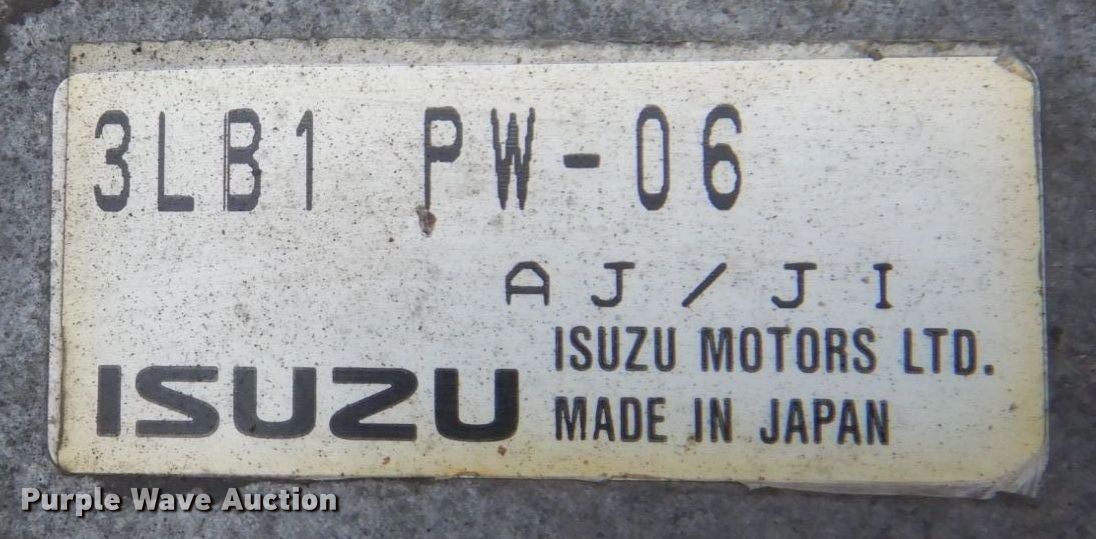 3LB1 PW-06
AJ/JI
ISUZU
ISUZU MOTORS LTD.
MADE IN JAPAN
Purple Wave Auction